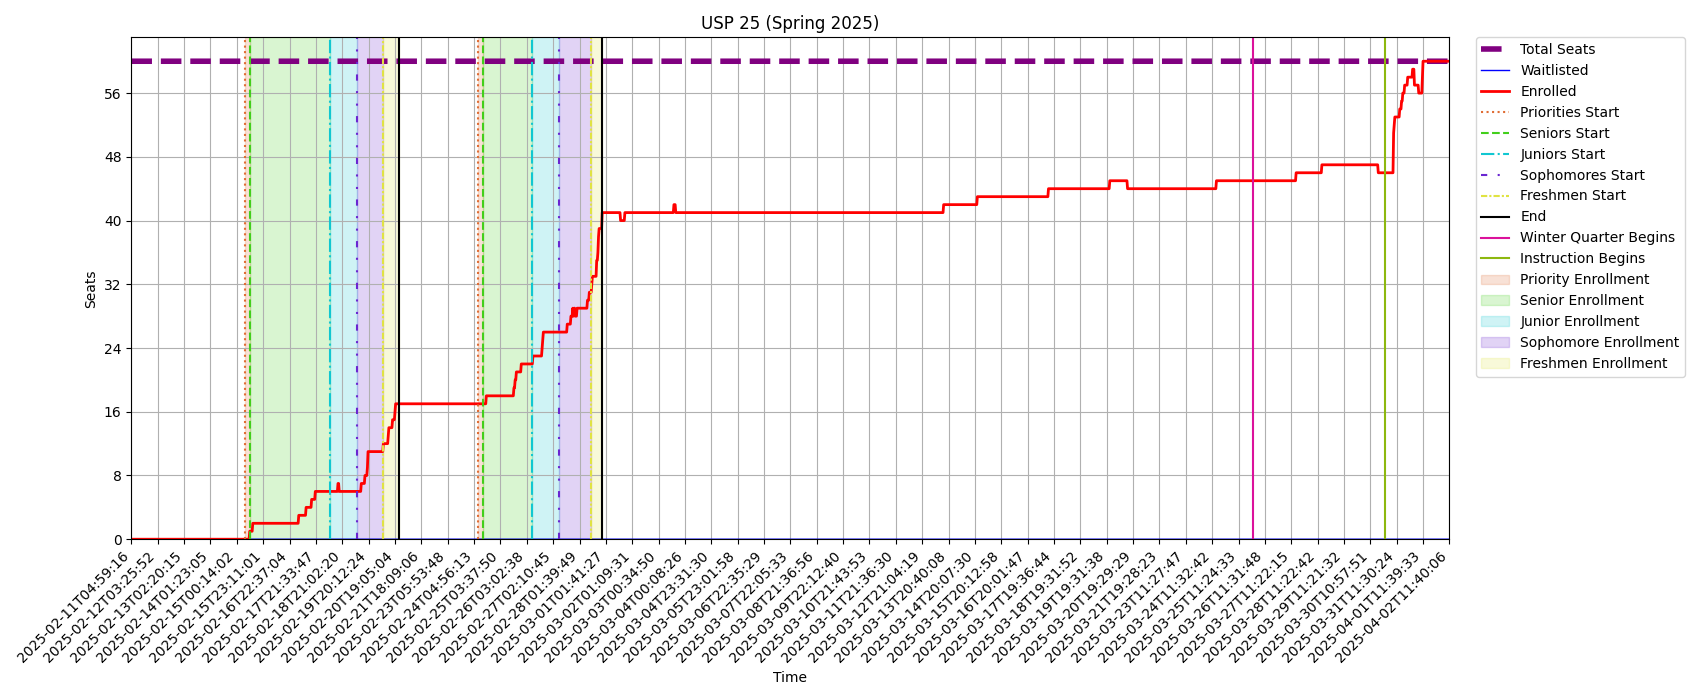 USP 25 (Spring 2025)
Seats
56
48
40
32
24
16
8
0
2025-02-11T04:59:16
2025-02-12T03:25:52
2025-02-13T02:20:15
2025-02-14T01:23:05
2025-02-15T00:14:02
2025-02-15T23:11:01
2025-02-16T22:37:04
2025-02-17T21:33:47
2025-02-18T21:02:20
2025-02-19T20:12:24
2025-02-20T19:05:04
2025-02-21T18:09:06
2025-02-23T05:53:48
2025-02-24T04:56:13
2025-02-25T03:37:50
2025-02-26T03:02:38
2025-02-27T02:10:45
2025-02-28T01:39:49
2025-03-01T01:41:27
2025-03-02T01:09:31
2025-03-03T00:34:50
2025-03-04T00:08:26
2025-03-04T23:31:30
2025-03-05T23:01:58
2025-03-06T22:35:29
2025-03-07T22:05:33
2025-03-08T21:36:56
2025-03-09T22:12:40
2025-03-10T21:43:53
2025-03-11T21:36:30
2025-03-12T21:04:19
2025-03-13T20:40:08
2025-03-14T20:07:30
2025-03-15T20:12:58
2025-03-16T20:01:47
2025-03-17T19:36:44
2025-03-18T19:31:52
2025-03-19T19:31:38
2025-03-20T19:29:29
2025-03-21T19:28:23
2025-03-23T11:27:47
2025-03-24T11:32:42
2025-03-25T11:24:33
2025-03-26T11:31:48
2025-03-27T11:22:15
2025-03-28T11:22:42
2025-03-29T11:21:32
2025-03-30T10:57:51
2025-03-31T11:30:24
2025-04-01T11:39:33
2025-04-02T11:40:06
Time
Total Seats
Waitlisted
Enrolled
Priorities Start
Seniors Start
Juniors Start
Sophomores Start
Freshmen Start
End
Winter Quarter Begins
Instruction Begins
Priority Enrollment
Senior Enrollment
Junior Enrollment
Sophomore Enrollment
Freshmen Enrollment